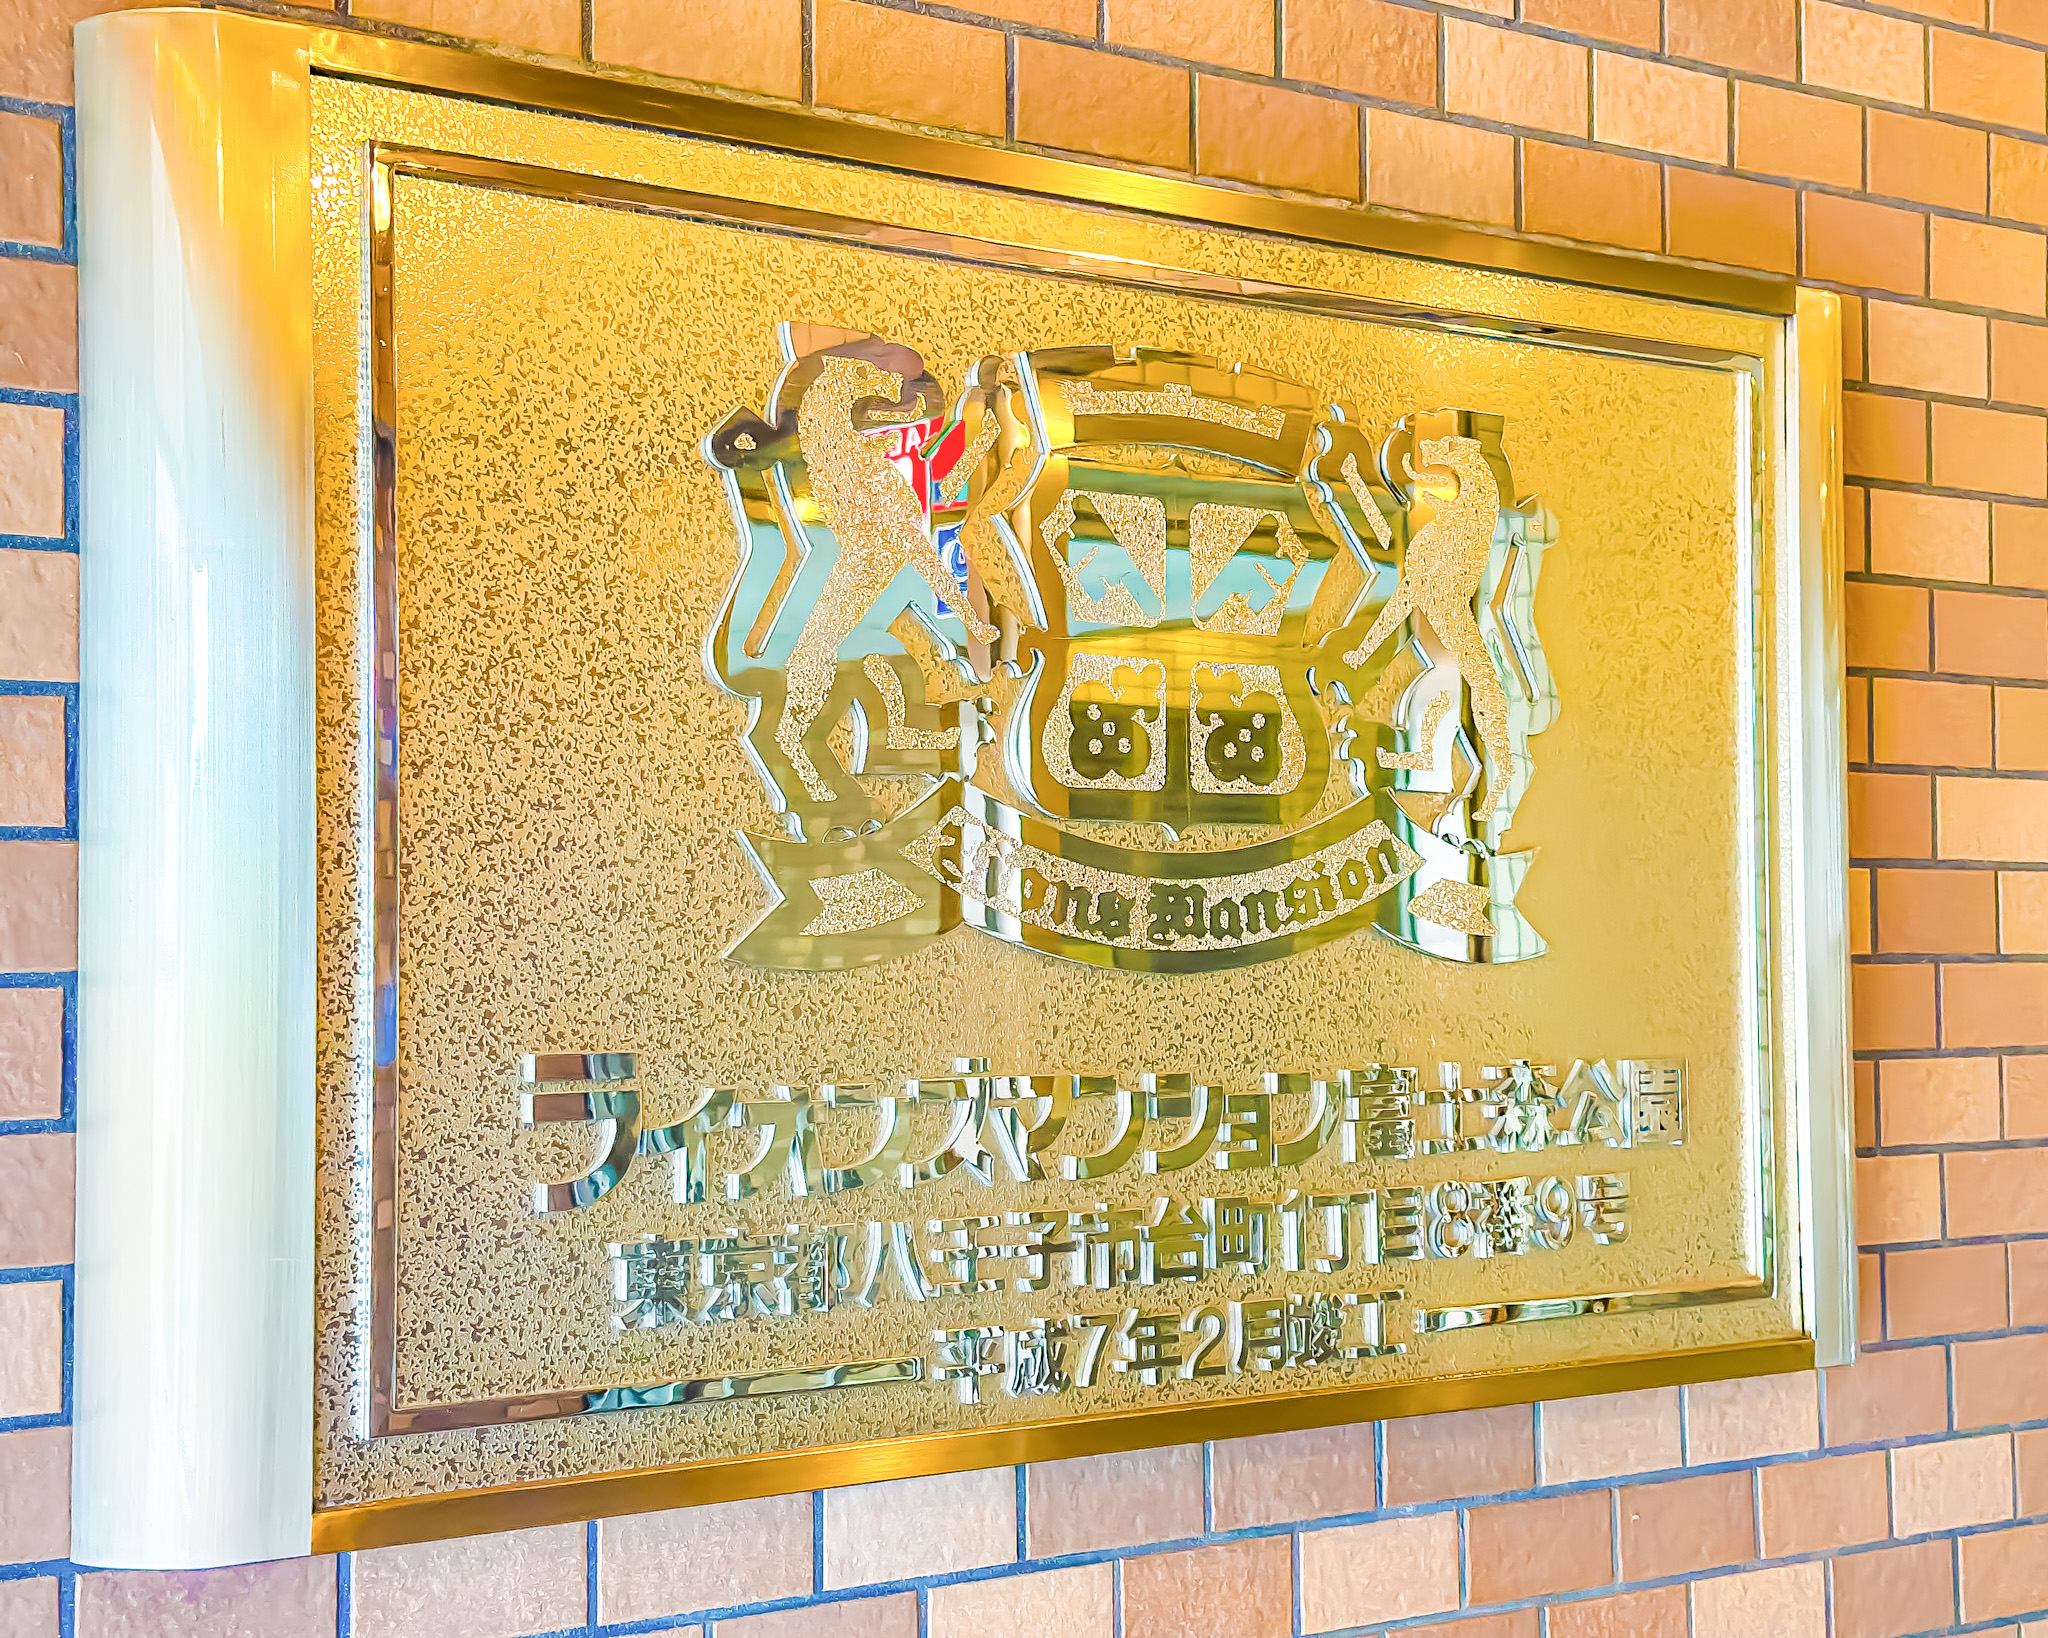 Lions Mansion
ライオンズマンション富士森公園
東京都八王子市台町1丁目8番9号
平成7年2月竣工